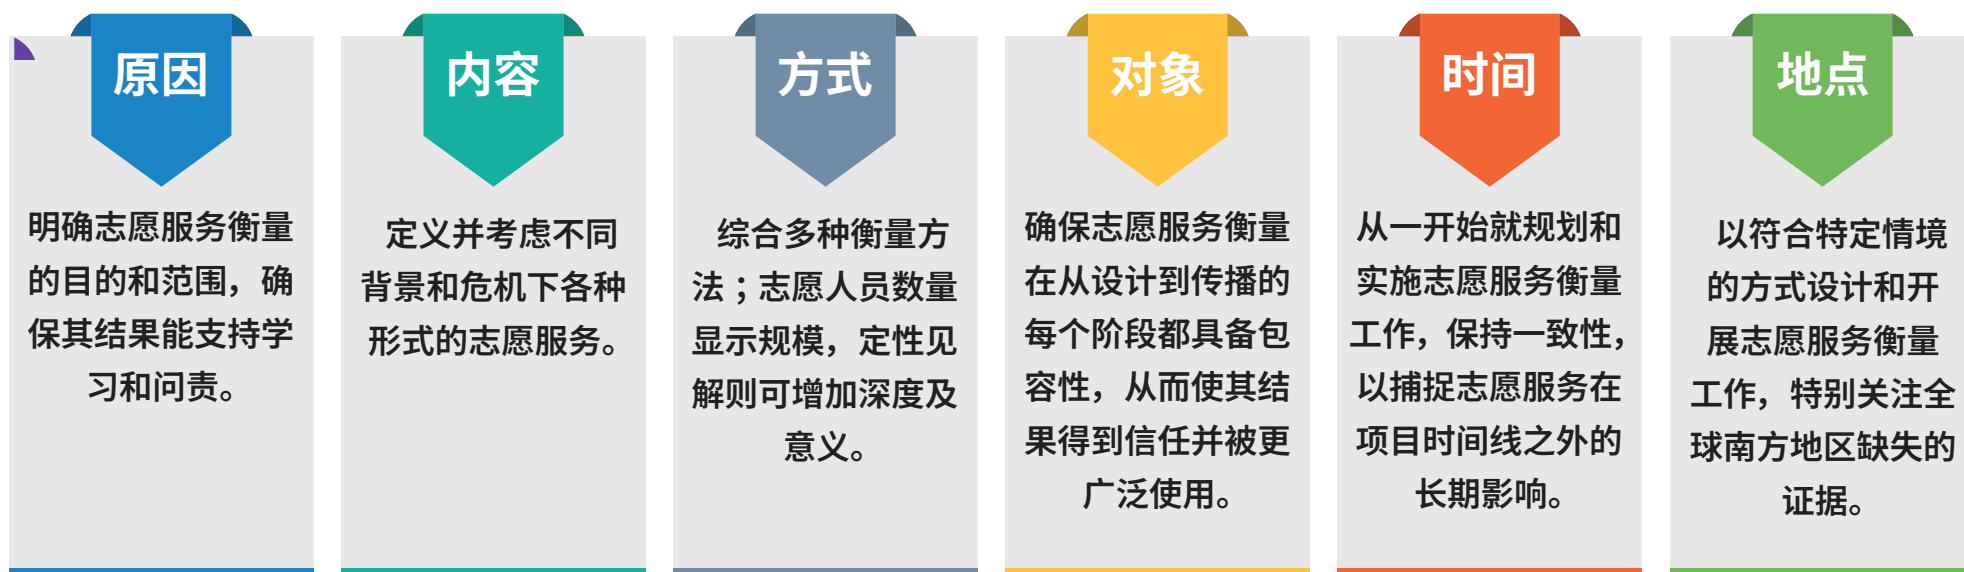 原因
明确志愿服务衡量
的目的和范围，确
保其结果能支持学
习和问责。
内容
定义并考虑不同
背景和危机下各种
形式的志愿服务。
方式
综合多种衡量方
法；志愿人员数量
显示规模，定性见
解则可增加深度及
意义。
对象
确保志愿服务衡量
在从设计到传播的
每个阶段都具备包
容性，从而使其结
果得到信任并被更
广泛使用。
时间
从一开始就规划和
实施志愿服务衡量
工作，保持一致性，
以捕捉志愿服务在
项目时间线之外的
长期影响。
地点
以符合特定情境
的方式设计和开
展志愿服务衡量
工作，特别关注全
球南方地区缺失的
证据。